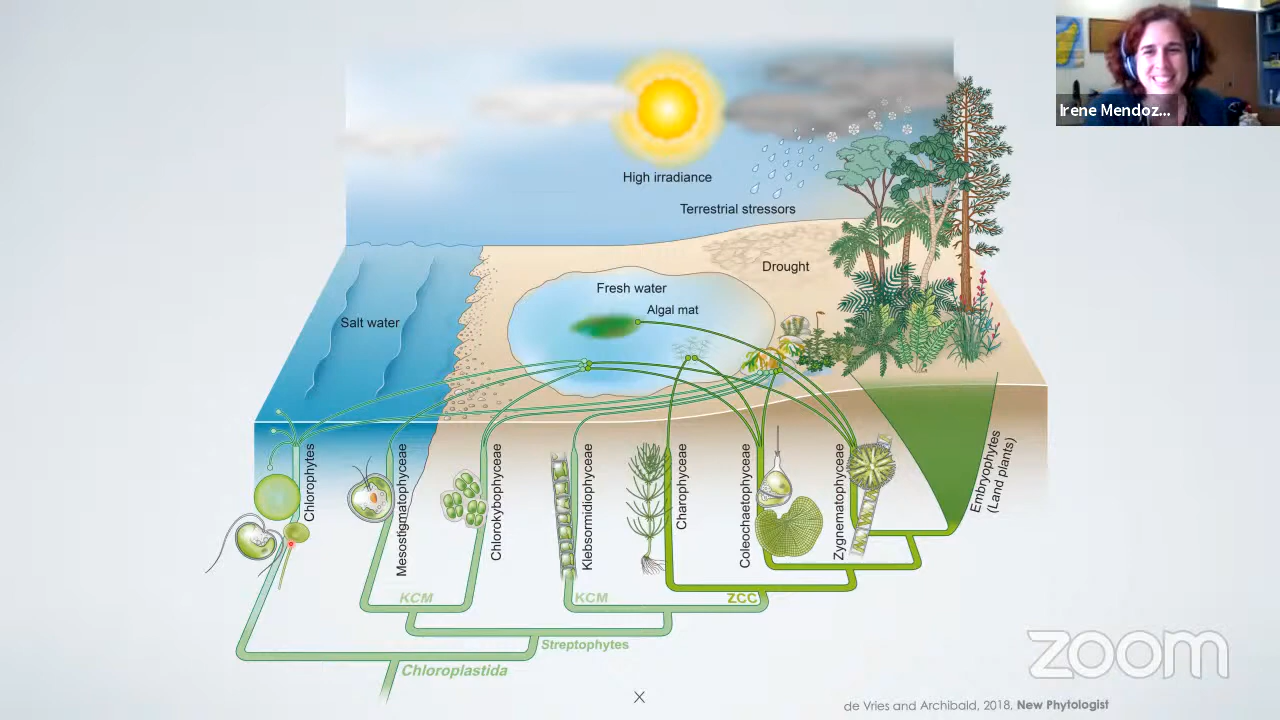 Irene Mendoz...
High irradiance
Terrestrial stressors
Drought
Fresh water
Algal mat
Salt water
Chlorophytes
Mesostigmatophyceae
Chlorokybophyceae
Klebsormidiophyceae
Charophyceae
Coleochaetophyceae
Zygnematophyceae
Embryophytes
(Land plants)
KCM
KCM
ZCC
Streptophytes
Chloroplastida
zoom
de Vries and Archibald, 2018, New Phytologist